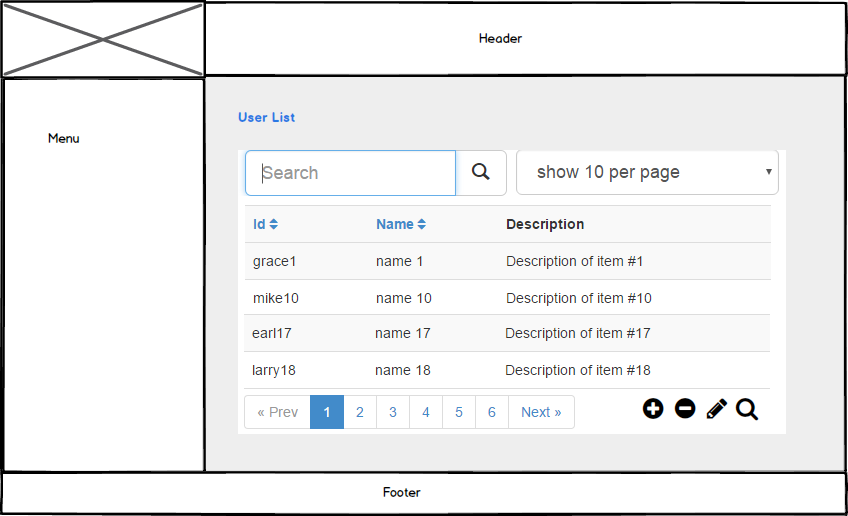 Header
Menu
User List
Search
show 10 per page
Id Name Description
grace1 name 1 Description of item #1
mike10 name 10 Description of item #10
earl17 name 17 Description of item #17
larry18 name 18 Description of item #18
« Prev 1 2 3 4 5 6 Next »
Footer